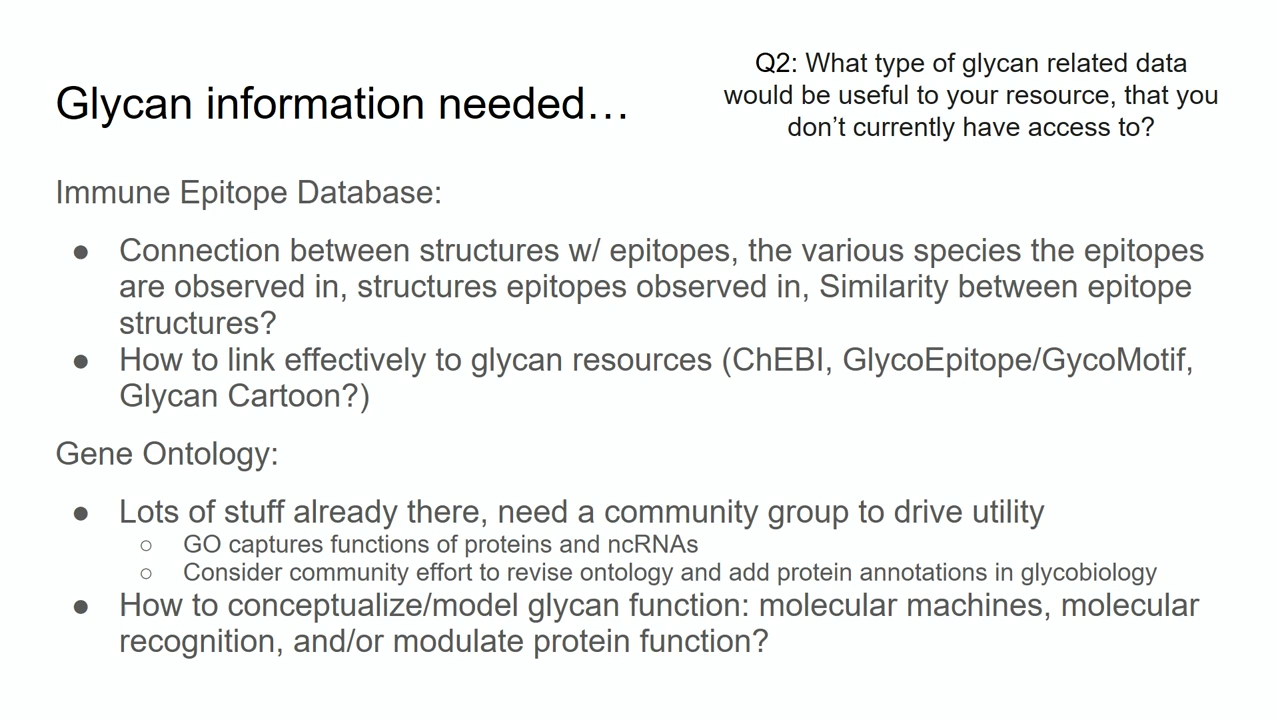 Glycan information needed…
Q2: What type of glycan related data
would be useful to your resource, that you
don’t currently have access to?
Immune Epitope Database:
● Connection between structures w/ epitopes, the various species the epitopes
are observed in, structures epitopes observed in, Similarity between epitope
structures?
● How to link effectively to glycan resources (ChEBI, GlycoEpitope/GycoMotif,
Glycan Cartoon?)
Gene Ontology:
● Lots of stuff already there, need a community group to drive utility
○ GO captures functions of proteins and ncRNAs
○ Consider community effort to revise ontology and add protein annotations in glycobiology
● How to conceptualize/model glycan function: molecular machines, molecular
recognition, and/or modulate protein function?